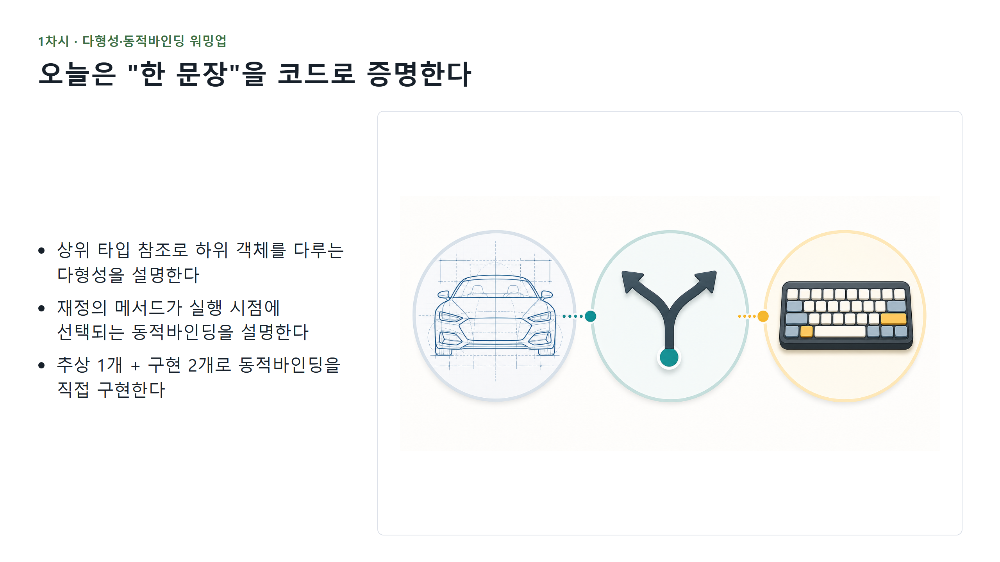 1차시 · 다형성·동적바인딩 워밍업
오늘은 "한 문장"을 코드로 증명한다
• 상위 타입 참조로 하위 객체를 다루는
다형성을 설명한다
• 재정의 메서드가 실행 시점에
선택되는 동적바인딩을 설명한다
• 추상 1개 + 구현 2개로 동적바인딩을
직접 구현한다